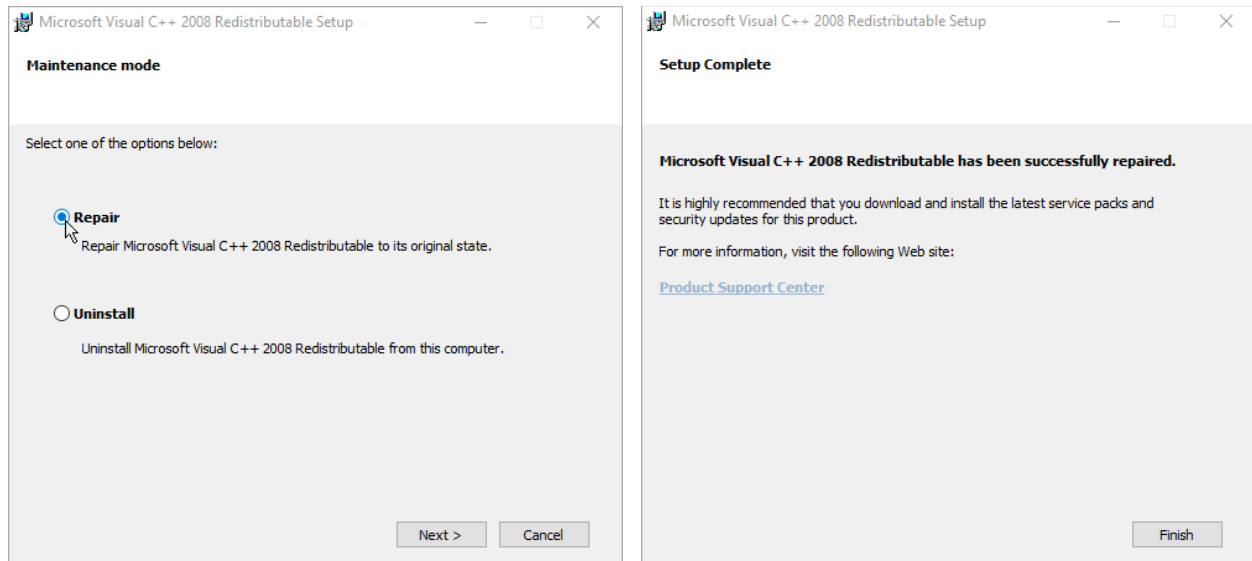 Microsoft Visual C++ 2008 Redistributable Setup
Maintenance mode
Select one of the options below:
Repair
Repair Microsoft Visual C++ 2008 Redistributable to its original state.
Uninstall
Uninstall Microsoft Visual C++ 2008 Redistributable from this computer.
Next >
Cancel
Microsoft Visual C++ 2008 Redistributable Setup
Setup Complete
Microsoft Visual C++ 2008 Redistributable has been successfully repaired.
It is highly recommended that you download and install the latest service packs and
security updates for this product.
For more information, visit the following Web site:
Product Support Center
Finish